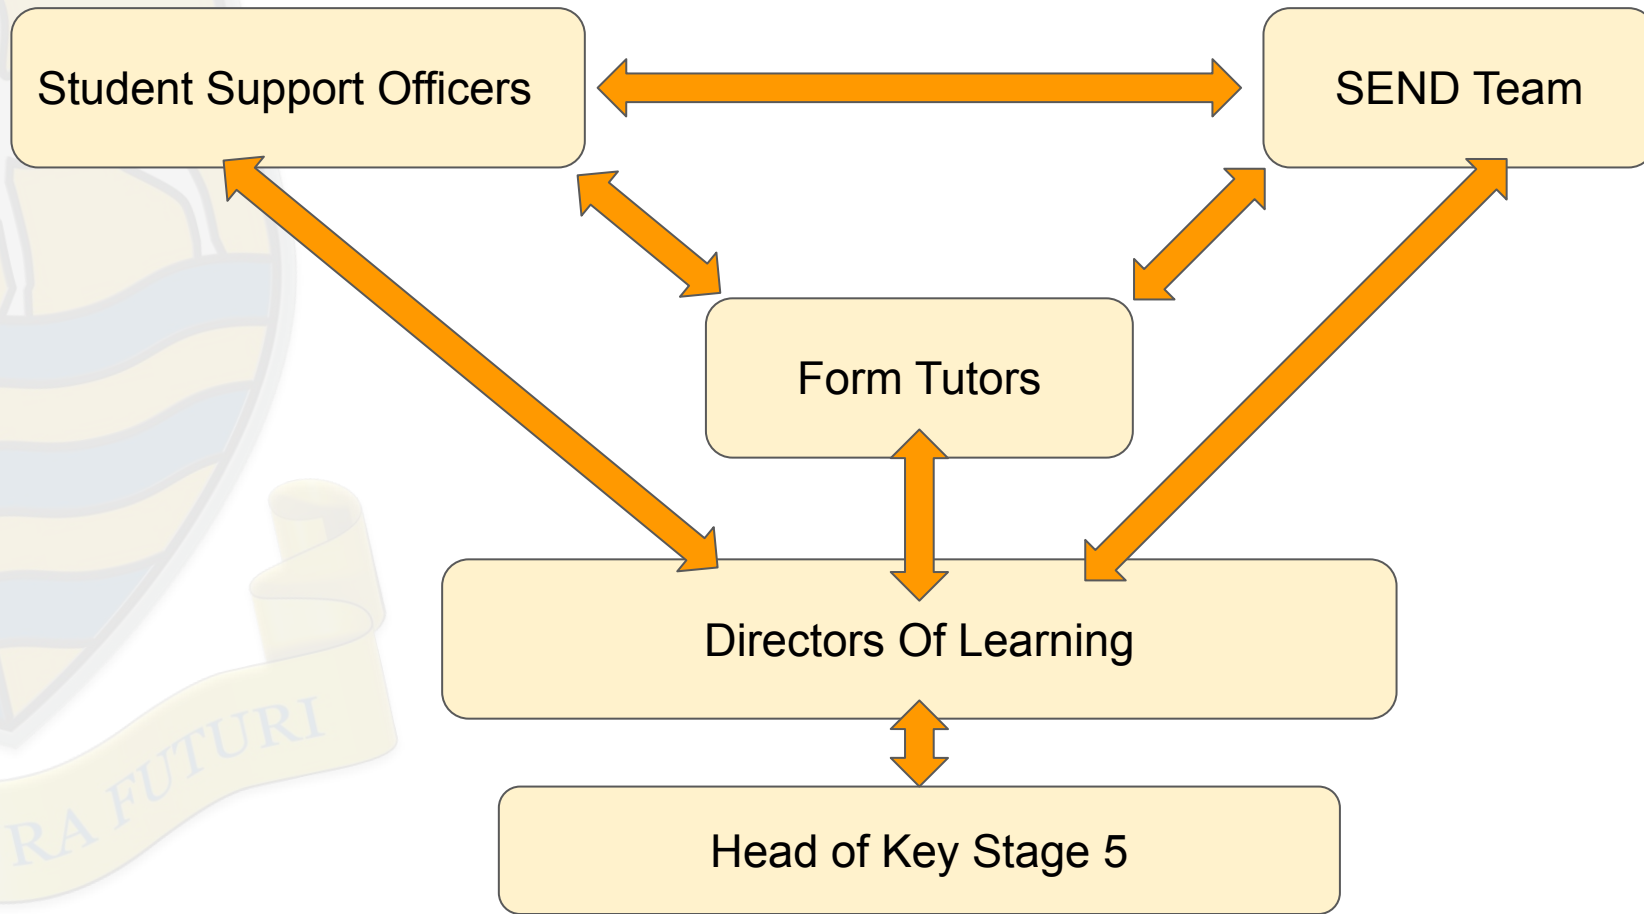 Student Support Officers
SEND Team
Form Tutors
Directors Of Learning
Head of Key Stage 5
RA FUTURI